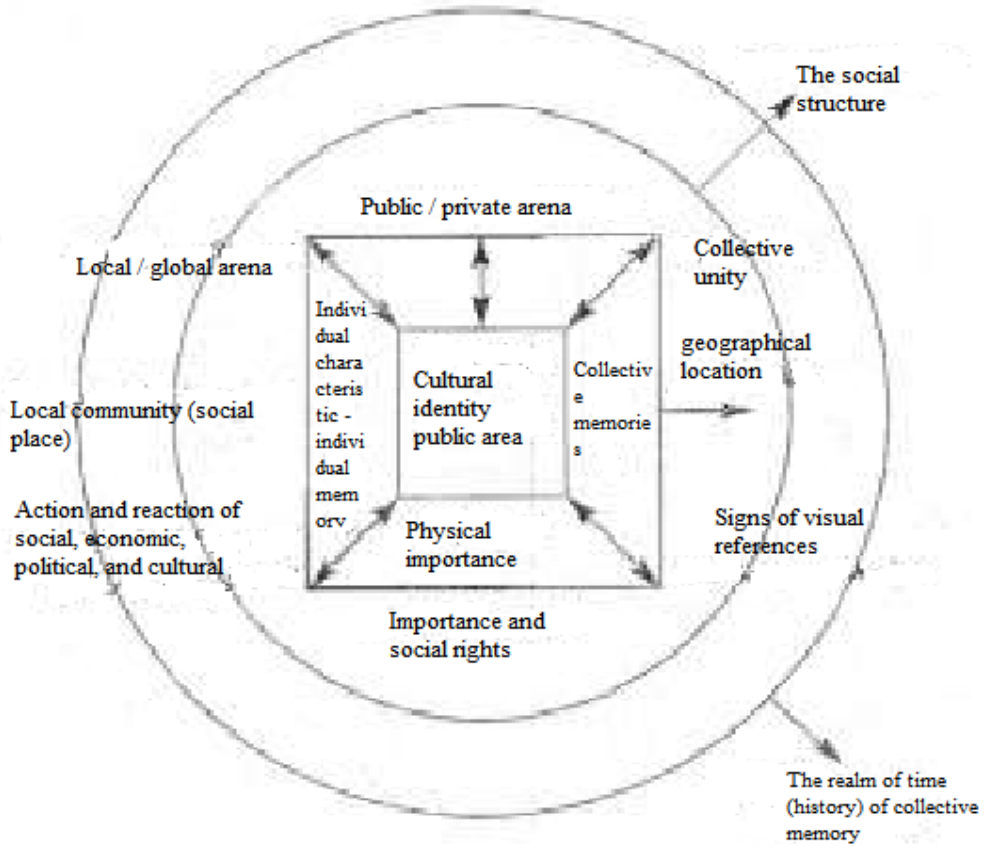 The social
structure
Public / private arena
Local / global arena
Collective
unity
Indivi
dual
chara
cteris
tic -
indivi
dual
mem
orv
geographical
location
Collectiv
e
memorie
s
Cultural
identity
public area
Local community (social
place)
Action and reaction of
social, economic,
political, and cultural
Physical
importance
Signs of visual
references
Importance and
social rights
The realm of time
(history) of collective
memory